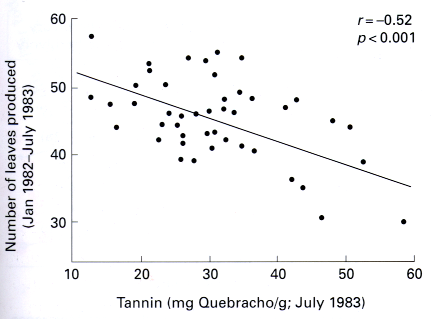 r=−0.52
p<0.001
Number of leaves produced
(Jan 1982–July 1983)
60
50
40
30
10 20 30 40 50 60
Tannin (mg Quebracho/g; July 1983)